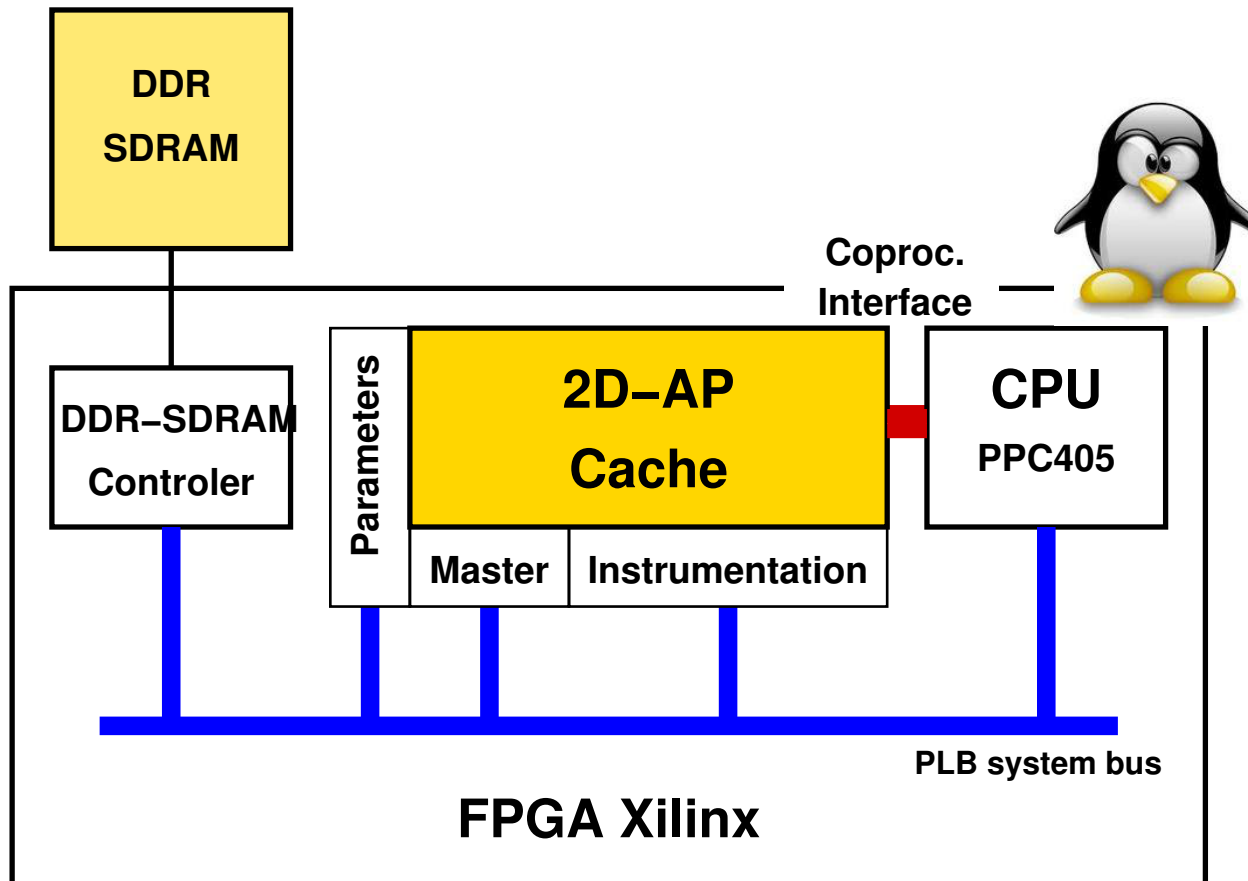 DDR
SDRAM
Coproc.
Interface
DDR−SDRAM
Controler
Parameters
2D−AP
Cache
CPU
PPC405
Master
Instrumentation
PLB system bus
FPGA Xilinx